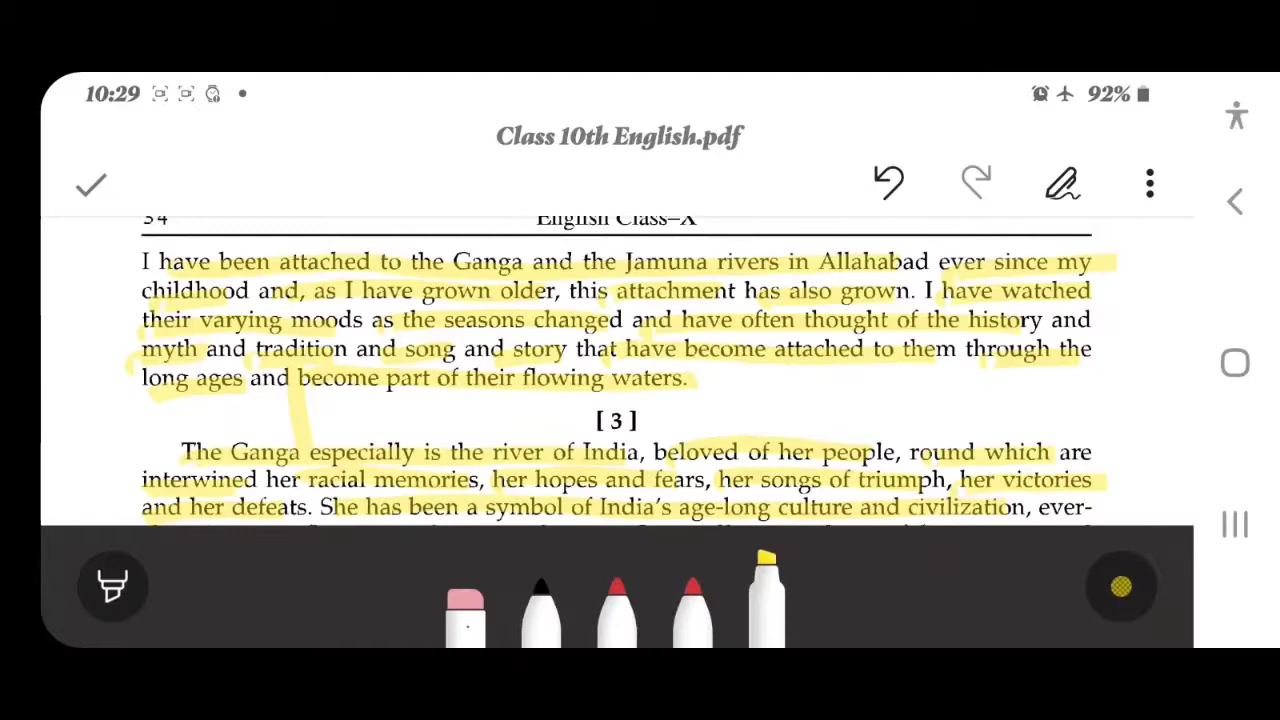 10:29
92%
Class 10th English.pdf
34 English Class–X
I have been attached to the Ganga and the Jamuna rivers in Allahabad ever since my
childhood and, as I have grown older, this attachment has also grown. I have watched
their varying moods as the seasons changed and have often thought of the history and
myth and tradition and song and story that have become attached to them through the
long ages and become part of their flowing waters.
[ 3 ]
The Ganga especially is the river of India, beloved of her people, round which are
interwined her racial memories, her hopes and fears, her songs of triumph, her victories
and her defeats. She has been a symbol of India's age-long culture and civilization, ever-